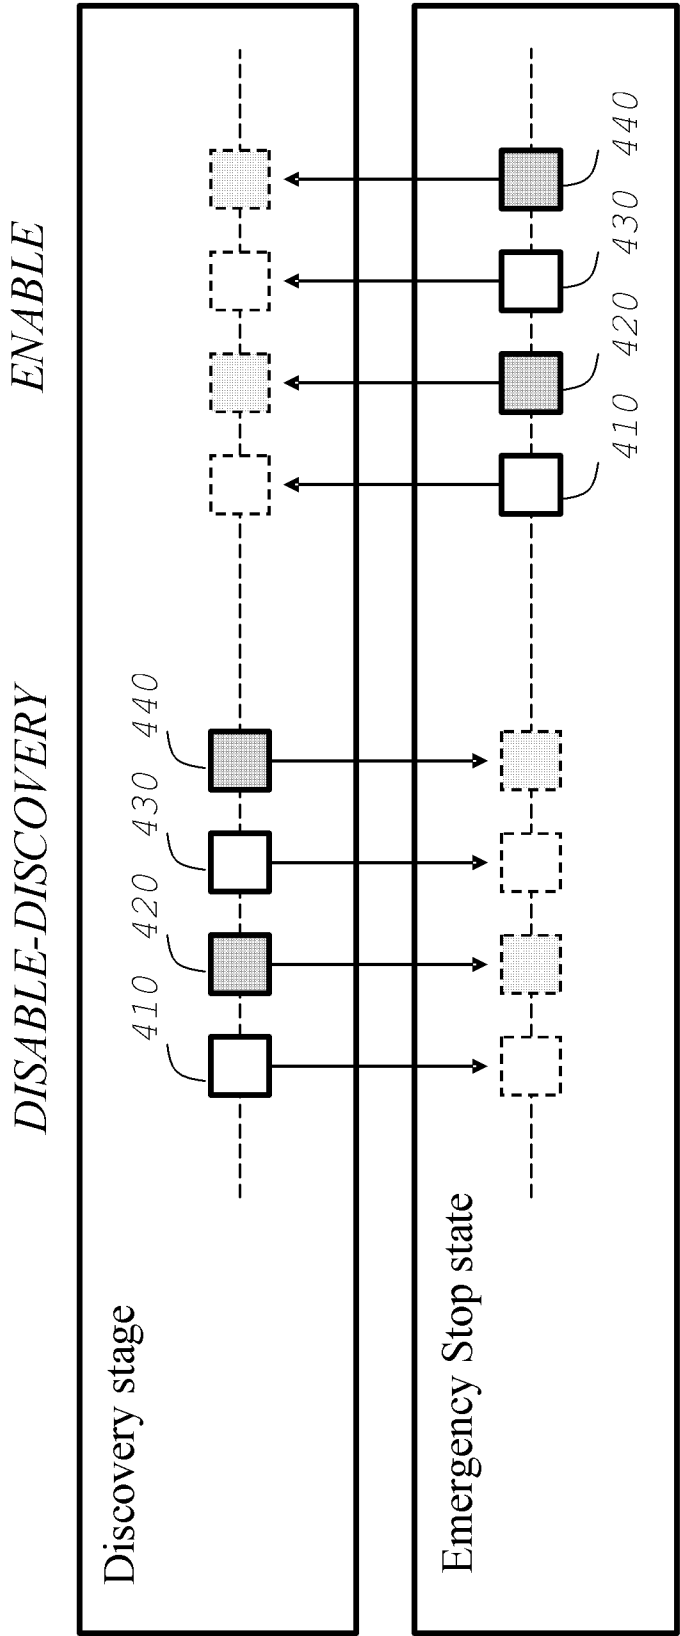 DISABLE-DISCOVERY
ENABLE
Discovery stage
410
420
430
440
Emergency Stop state
410
420
430
440